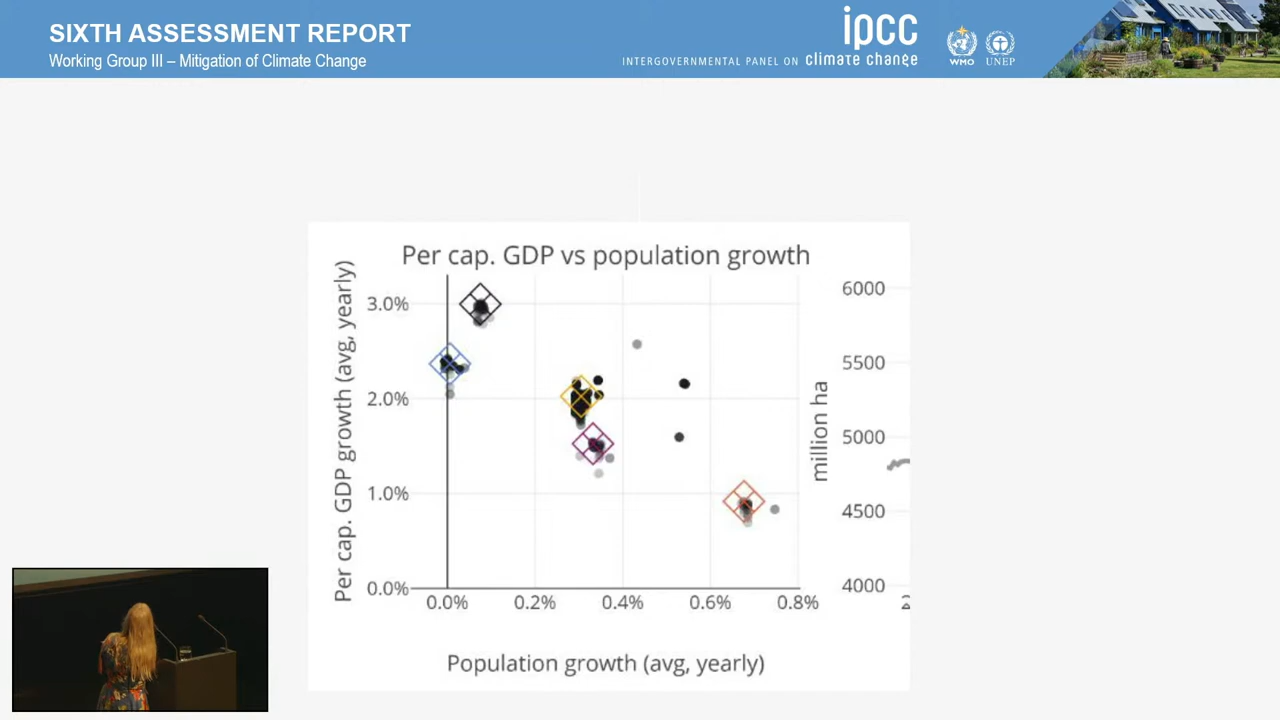 SIXTH ASSESSMENT REPORT
Working Group III – Mitigation of Climate Change
ipcc
INTERGOVERNMENTAL PANEL ON climate change
WMO
UNEP
Per cap. GDP vs population growth
Per cap. GDP growth (avg, yearly)
3.0%
2.0%
1.0%
0.0%
0.0% 0.2% 0.4% 0.6% 0.8%
Population growth (avg, yearly)
million ha
6000
5500
5000
4500
4000